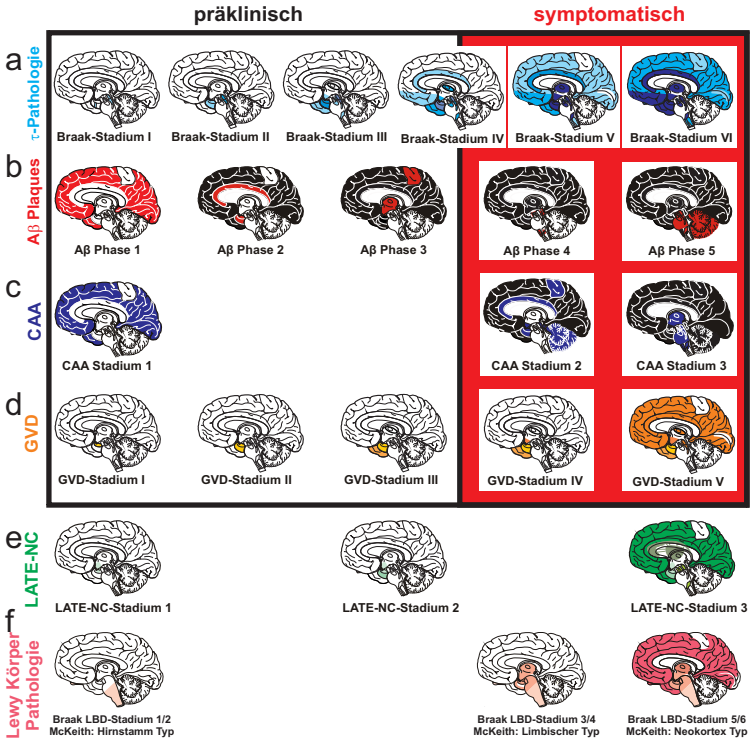 präklinisch
symptomatisch
a
τ-Pathologie
Braak-Stadium I
Braak-Stadium II
Braak-Stadium III
Braak-Stadium IV
Braak-Stadium V
Braak-Stadium VI
b
Aβ Plaques
Aβ Phase 1
Aβ Phase 2
Aβ Phase 3
Aβ Phase 4
Aβ Phase 5
c
CAA
CAA Stadium 1
CAA Stadium 2
CAA Stadium 3
d
GVD
GVD-Stadium I
GVD-Stadium II
GVD-Stadium III
GVD-Stadium IV
GVD-Stadium V
e
LATE-NC
LATE-NC-Stadium 1
LATE-NC-Stadium 2
LATE-NC-Stadium 3
f
Lewy Körper
Pathologie
Braak LBD-Stadium 1/2
McKeith: Hirnstamm Typ
Braak LBD-Stadium 3/4
McKeith: Limbischer Typ
Braak LBD-Stadium 5/6
McKeith: Neokortex Typ